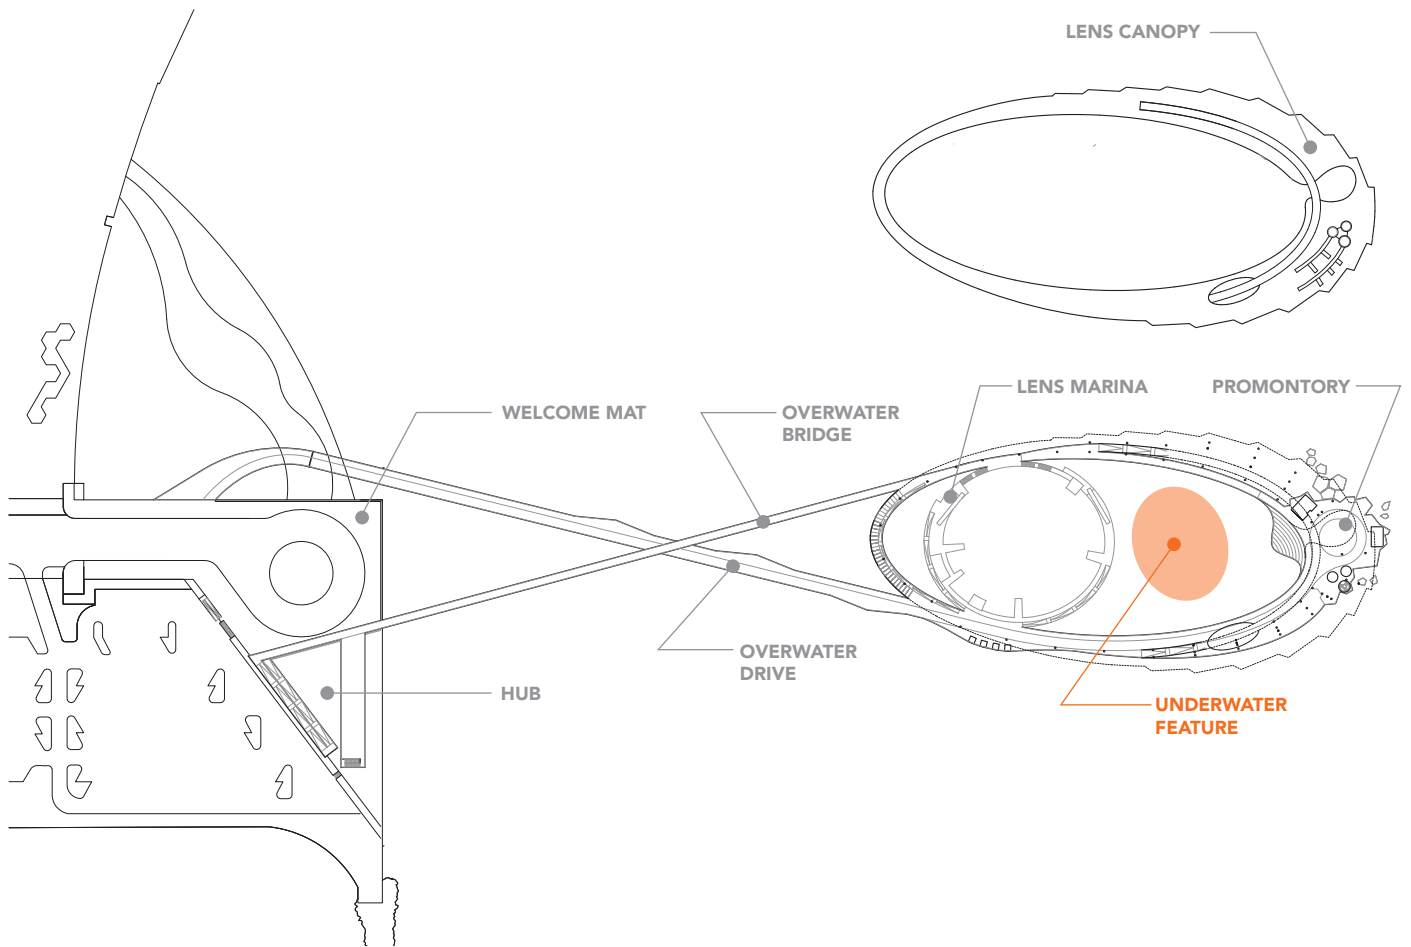 LENS CANOPY
LENS MARINA
PROMONTORY
WELCOME MAT
OVERWATER
BRIDGE
OVERWATER
DRIVE
HUB
UNDERWATER
FEATURE